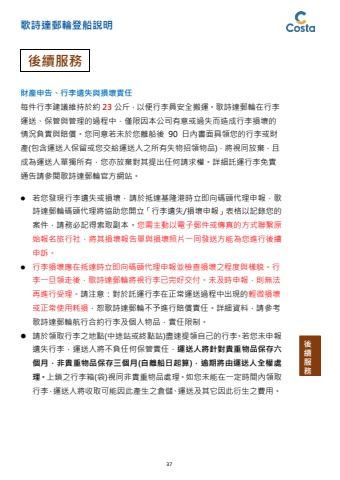 歌詩達郵輪登船說明
Costa
後續服務
財產申告、行李遺失與損壞責任
每件行李建議維持於約 23 公斤，以便行李員安全搬運。歌詩達郵輪在行李
運送、保管與管理的過程中，僅限因本公司有意或過失而造成行李損壞的
情況負責與賠償。您同意若未於您離船後 90 日內書面具領您的行李或財
產(包含運送人保留或您交給運送人之所有失物招領物品)，將視同放棄，且
成為運送人單獨所有，您亦放棄對其提出任何請求權。詳細託運行李免責
通告請參閱歌詩達郵輪官方網站。
● 若您發現行李遺失或損壞，請於抵達基隆港時立即向碼頭代理申報，歌
詩達郵輪碼頭代理將協助您開立「行李遺失/損壞申報」表格以記錄您的
案件，請務必記得索取副本。您需主動以電子郵件或傳真的方式聯繫原
始報名旅行社，將其損壞報告單與損壞照片一同發送方能為您進行後續
申訴。
● 行李損壞應在抵達時立即向碼頭代理申報並檢查損壞之程度與樣貌。行
李一旦領走後，歌詩達郵輪將視行李已完好交付。未及時申報，則無法
再進行受理。請注意：對於託運行李在正常運送過程中出現的輕微損壞
或正常使用耗損，恕歌詩達郵輪不予進行賠償責任。詳細資料，請參考
歌詩達郵輪航行合約行李及個人物品，責任限制。
● 請於領取行李之地點(中途站或終點站)盡速提領自己的行李。若您未申報
遺失行李，運送人將不負任何保管責任，運送人將針對貴重物品保存六
個月，非貴重物品保存三個月(自離船日起算)，逾期將由運送人全權處
理。上鎖之行李箱(袋)視同非貴重物品處理。如您未能在一定時間內領取
行李，運送人將收取可能因此產生之倉儲、運送及其它因此衍生之費用。
後續服務
37